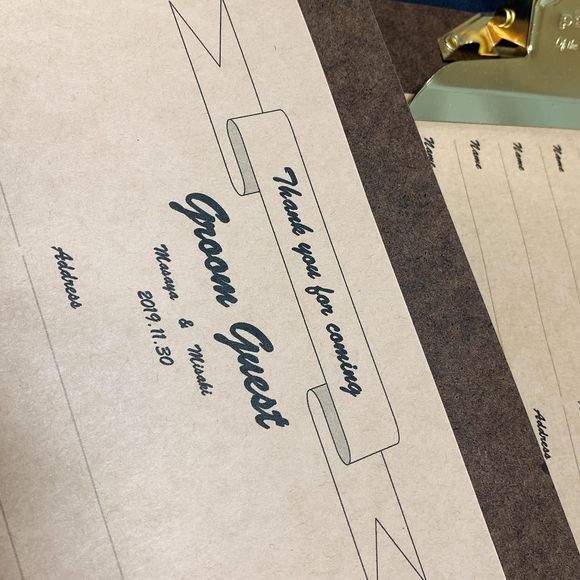 Thank you for coming
Groom Guest
Masaya & Misaki
2019.11.30
Address
Name
Name
Name
Name
Address